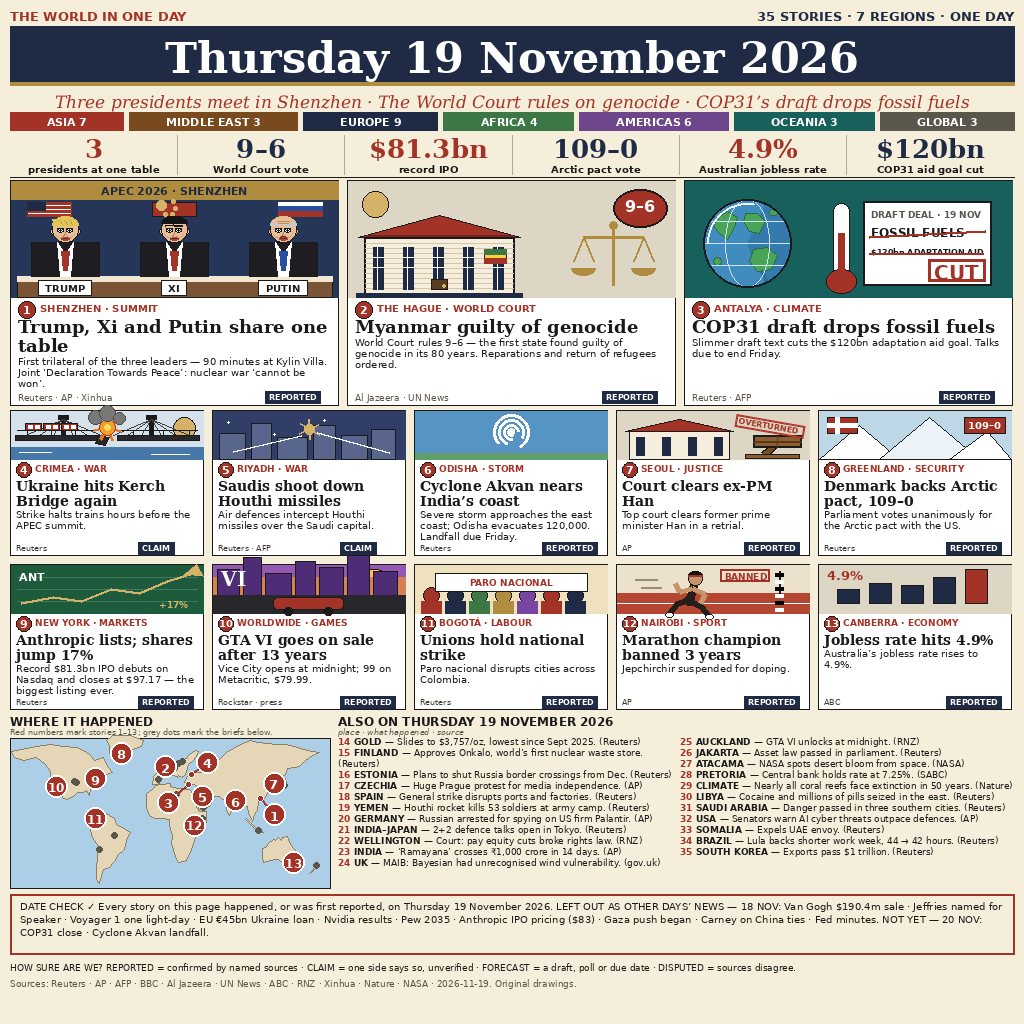 THE WORLD IN ONE DAY
35 STORIES · 7 REGIONS · ONE DAY
Thursday 19 November 2026
Three presidents meet in Shenzhen · The World Court rules on genocide · COP31’s draft drops fossil fuels
ASIA 7
MIDDLE EAST 3
EUROPE 9
AFRICA 4
AMERICAS 6
OCEANIA 3
GLOBAL 3
3
presidents at one table
9–6
World Court vote
$81.3bn
record IPO
109–0
Arctic pact vote
4.9%
Australian jobless rate
$120bn
COP31 aid goal cut
APEC 2026 · SHENZHEN
TRUMP
XI
PUTIN
1 SHENZHEN · SUMMIT
Trump, Xi and Putin share one
table
First trilateral of the three leaders — 90 minutes at Kylin Villa.
Joint ‘Declaration Towards Peace’: nuclear war ‘cannot be
won’.
Reuters · AP · Xinhua
REPORTED
9–6
2 THE HAGUE · WORLD COURT
Myanmar guilty of genocide
World Court rules 9–6 — the first state found guilty of
genocide in its 80 years. Reparations and return of refugees
ordered.
Al Jazeera · UN News
REPORTED
DRAFT DEAL · 19 NOV
FOSSIL FUELS
$120bn ADAPTATION AID
CUT
3 ANTALYA · CLIMATE
COP31 draft drops fossil fuels
Slimmer draft text cuts the $120bn adaptation aid goal. Talks
due to end Friday.
Reuters · AFP
REPORTED
4 CRIMEA · WAR
Ukraine hits Kerch
Bridge again
Strike halts trains hours before the
APEC summit.
Reuters
CLAIM
5 RIYADH · WAR
Saudis shoot down
Houthi missiles
Air defences intercept Houthi
missiles over the Saudi capital.
Reuters · AFP
CLAIM
6 ODISHA · STORM
Cyclone Akvan nears
India’s coast
Severe storm approaches the east
coast; Odisha evacuates 120,000.
Landfall due Friday.
Reuters
REPORTED
OVERTURNED
7 SEOUL · JUSTICE
Court clears ex-PM
Han
Top court clears former prime
minister Han in a retrial.
AP
REPORTED
109–0
8 GREENLAND · SECURITY
Denmark backs Arctic
pact, 109–0
Parliament votes unanimously for
the Arctic pact with the US.
Reuters
REPORTED
ANT
+17%
9 NEW YORK · MARKETS
Anthropic lists; shares
jump 17%
Record $81.3bn IPO debuts on
Nasdaq and closes at $97.17 — the
biggest listing ever.
Reuters
REPORTED
VI
10 WORLDWIDE · GAMES
GTA VI goes on sale
after 13 years
Vice City opens at midnight; 99 on
Metacritic, $79.99.
Rockstar · press
REPORTED
PARO NACIONAL
11 BOGOTÁ · LABOUR
Unions hold national
strike
Paro nacional disrupts cities across
Colombia.
Reuters
REPORTED
BANNED
12 NAIROBI · SPORT
Marathon champion
banned 3 years
Jepchirchir suspended for doping.
AP
REPORTED
4.9%
13 CANBERRA · ECONOMY
Jobless rate hits 4.9%
Australia’s jobless rate rises to
4.9%.
ABC
REPORTED
WHERE IT HAPPENED
Red numbers mark stories 1–13; grey dots mark the briefs below.
8
2
4
10
9
7
3
5
6
1
11
12
13
ALSO ON THURSDAY 19 NOVEMBER 2026
place · what happened · source
14 GOLD — Slides to $3,757/oz, lowest since Sept 2025. (Reuters)
15 FINLAND — Approves Onkalo, world’s first nuclear waste store.
(Reuters)
16 ESTONIA — Plans to shut Russia border crossings from Dec. (Reuters)
17 CZECHIA — Huge Prague protest for media independence. (AP)
18 SPAIN — General strike disrupts ports and factories. (Reuters)
19 YEMEN — Houthi rocket kills 53 soldiers at army camp. (Reuters)
20 GERMANY — Russian arrested for spying on US firm Palantir. (AP)
21 INDIA–JAPAN — 2+2 defence talks open in Tokyo. (Reuters)
22 WELLINGTON — Court: pay equity cuts broke rights law. (RNZ)
23 INDIA — ‘Ramayana’ crosses ₹1,000 crore in 14 days. (AP)
24 UK — MAIB: Bayesian had unrecognised wind vulnerability. (gov.uk)
25 AUCKLAND — GTA VI unlocks at midnight. (RNZ)
26 JAKARTA — Asset law passed in parliament. (Reuters)
27 ATACAMA — NASA spots desert bloom from space. (NASA)
28 PRETORIA — Central bank holds rate at 7.25%. (SABC)
29 CLIMATE — Nearly all coral reefs face extinction in 50 years. (Nature)
30 LIBYA — Cocaine and millions of pills seized in the east. (Reuters)
31 SAUDI ARABIA — Danger passed in three southern cities. (Reuters)
32 USA — Senators warn AI cyber threats outpace defences. (AP)
33 SOMALIA — Expels UAE envoy. (Reuters)
34 BRAZIL — Lula backs shorter work week, 44 → 42 hours. (Reuters)
35 SOUTH KOREA — Exports pass $1 trillion. (Reuters)
DATE CHECK ✓ Every story on this page happened, or was first reported, on Thursday 19 November 2026. LEFT OUT AS OTHER DAYS’ NEWS — 18 NOV: Van Gogh $190.4m sale · Jeffries named for
Speaker · Voyager 1 one light-day · EU €45bn Ukraine loan · Nvidia results · Pew 2035 · Anthropic IPO pricing ($83) · Gaza push began · Carney on China ties · Fed minutes. NOT YET — 20 NOV:
COP31 close · Cyclone Akvan landfall.
HOW SURE ARE WE? REPORTED = confirmed by named sources · CLAIM = one side says so, unverified · FORECAST = a draft, poll or due date · DISPUTED = sources disagree.
Sources: Reuters · AP · AFP · BBC · Al Jazeera · UN News · ABC · RNZ · Xinhua · Nature · NASA · 2026-11-19. Original drawings.